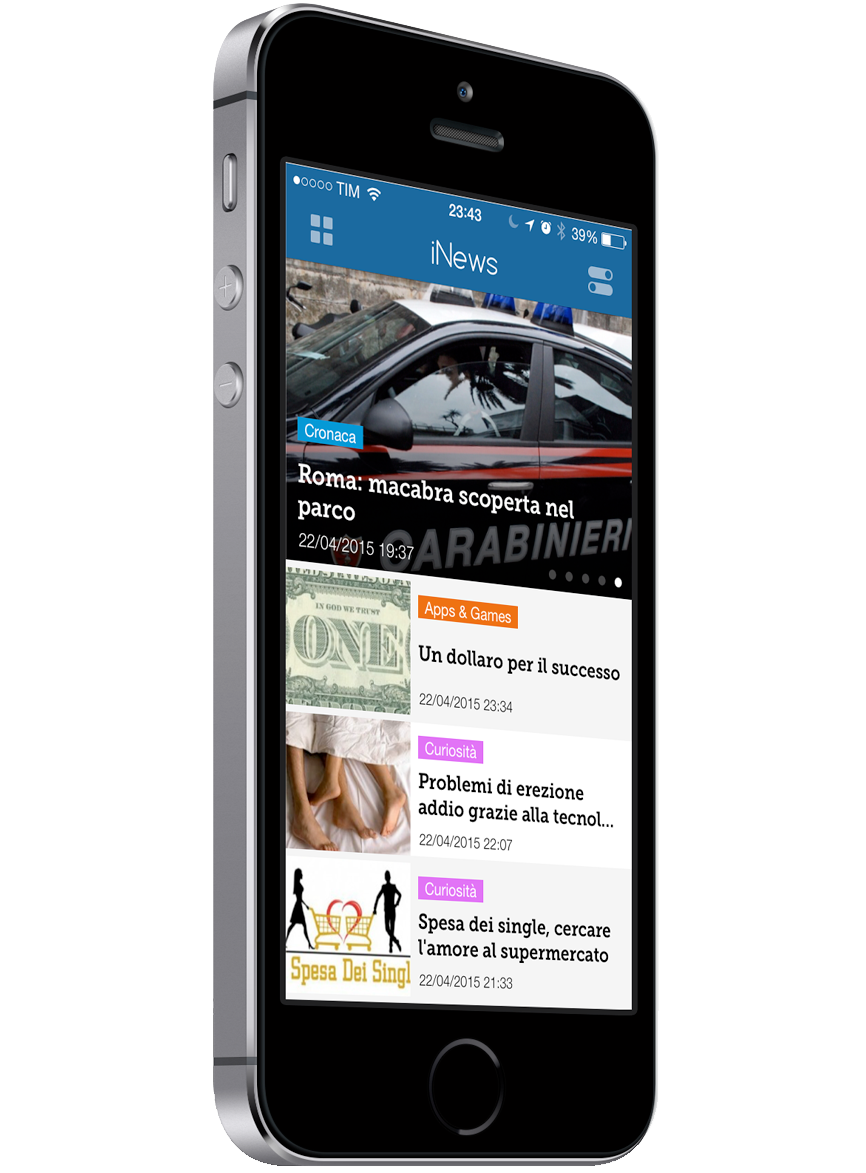 TIM
23:43
39%
iNews
Cronaca
Roma: macabra scoperta nel
parco
22/04/2015 19:37
CARABINIERI
IN GOD WE TRUST
ONE
Apps & Games
Un dollaro per il successo
22/04/2015 23:34
Curiosità
Problemi di erezione
addio grazie alla tecnol...
22/04/2015 22:07
Spesa Dei Singl
Curiosità
Spesa dei single, cercare
l'amore al supermercato
22/04/2015 21:33